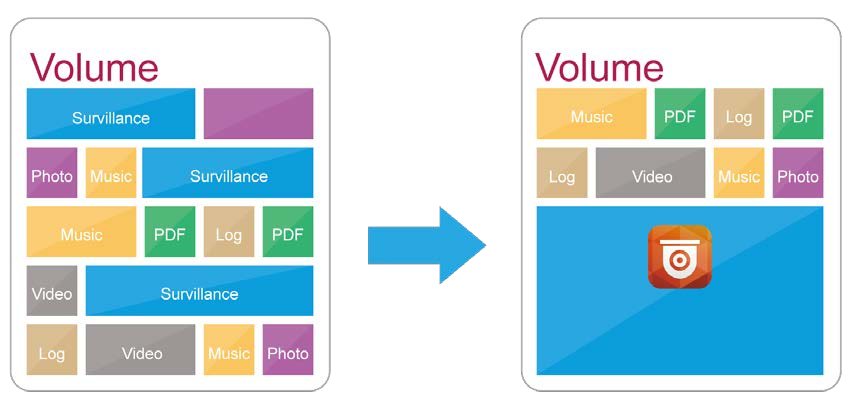 Volume
Survillance
Photo Music Survillance
Music PDF Log PDF
Video Survillance
Log Video Music Photo
Volume
Music PDF Log PDF
Log Video Music Photo